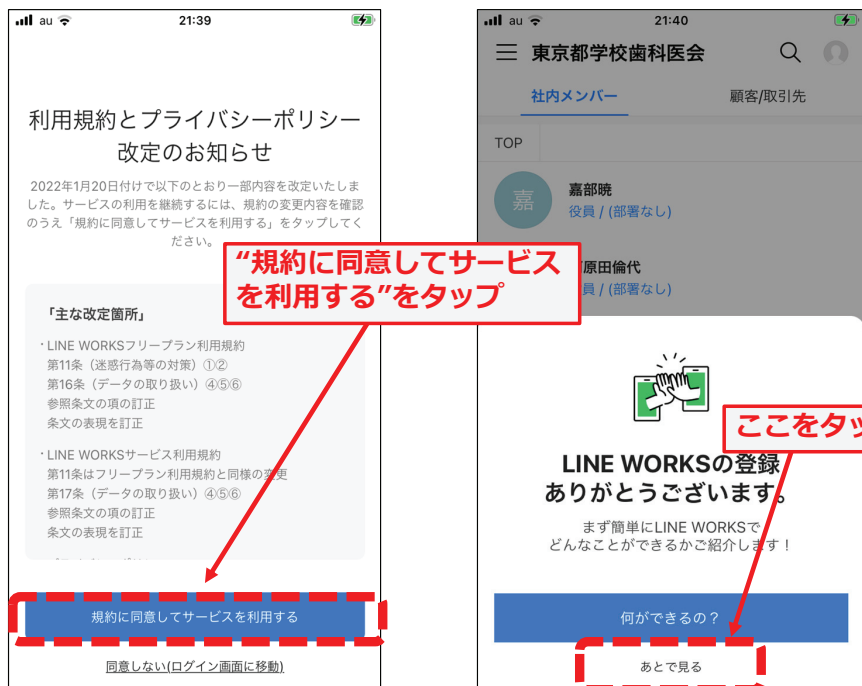 au 21:39
利用規約とプライバシーポリシー
改定のお知らせ
2022年1月20日付けで以下のとおり一部内容を改定いたしま
した。サービスの利用を継続するには、規約の変更内容を確認
のうえ「規約に同意してサービスを利用する」をタップしてく
ださい。
“規約に同意してサービス
を利用する”をタップ
「主な改定箇所」
・LINE WORKSフリープラン利用規約
第11条（迷惑行為等の対策）①②
第16条（データの取り扱い）④⑤⑥
参照条文の項の訂正
条文の表現を訂正
・LINE WORKSサービス利用規約
第11条はフリープラン利用規約と同様の変更
第17条（データの取り扱い）④⑤⑥
参照条文の項の訂正
条文の表現を訂正
規約に同意してサービスを利用する
同意しない(ログイン画面に移動)
au 21:40
東京都学校歯科医会
社内メンバー 顧客/取引先
TOP
嘉 嘉部暁
役員 / (部署なし)
原田倫代
員 / (部署なし)
ここをタッ
LINE WORKSの登録
ありがとうございます。
まず簡単にLINE WORKSで
どんなことができるかご紹介します！
何ができるの？
あとで見る